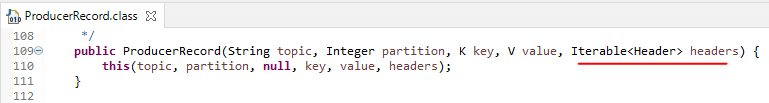 ProducerRecord.class
108 */
109 public ProducerRecord(String topic, Integer partition, K key, V value, Iterable<Header> headers) {
110 this(topic, partition, null, key, value, headers);
111 }
112